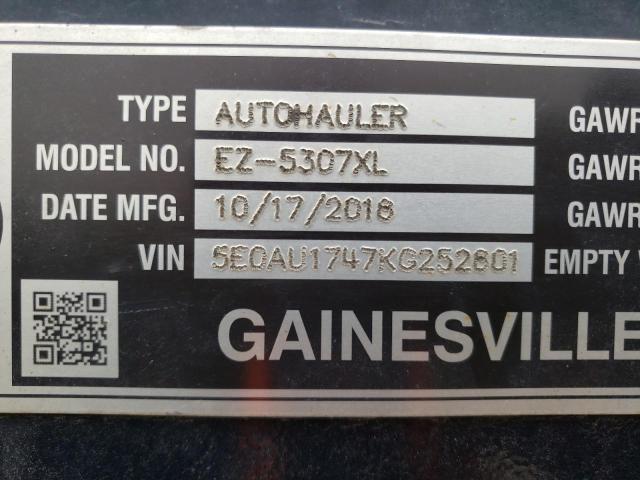 TYPE AUTOHAULER GAWR
MODEL NO. EZ-5307XL GAWR
DATE MFG. 10/17/2018 GAWR
VIN 5E0AU1747KG252801 EMPTY
GAINESVILLE